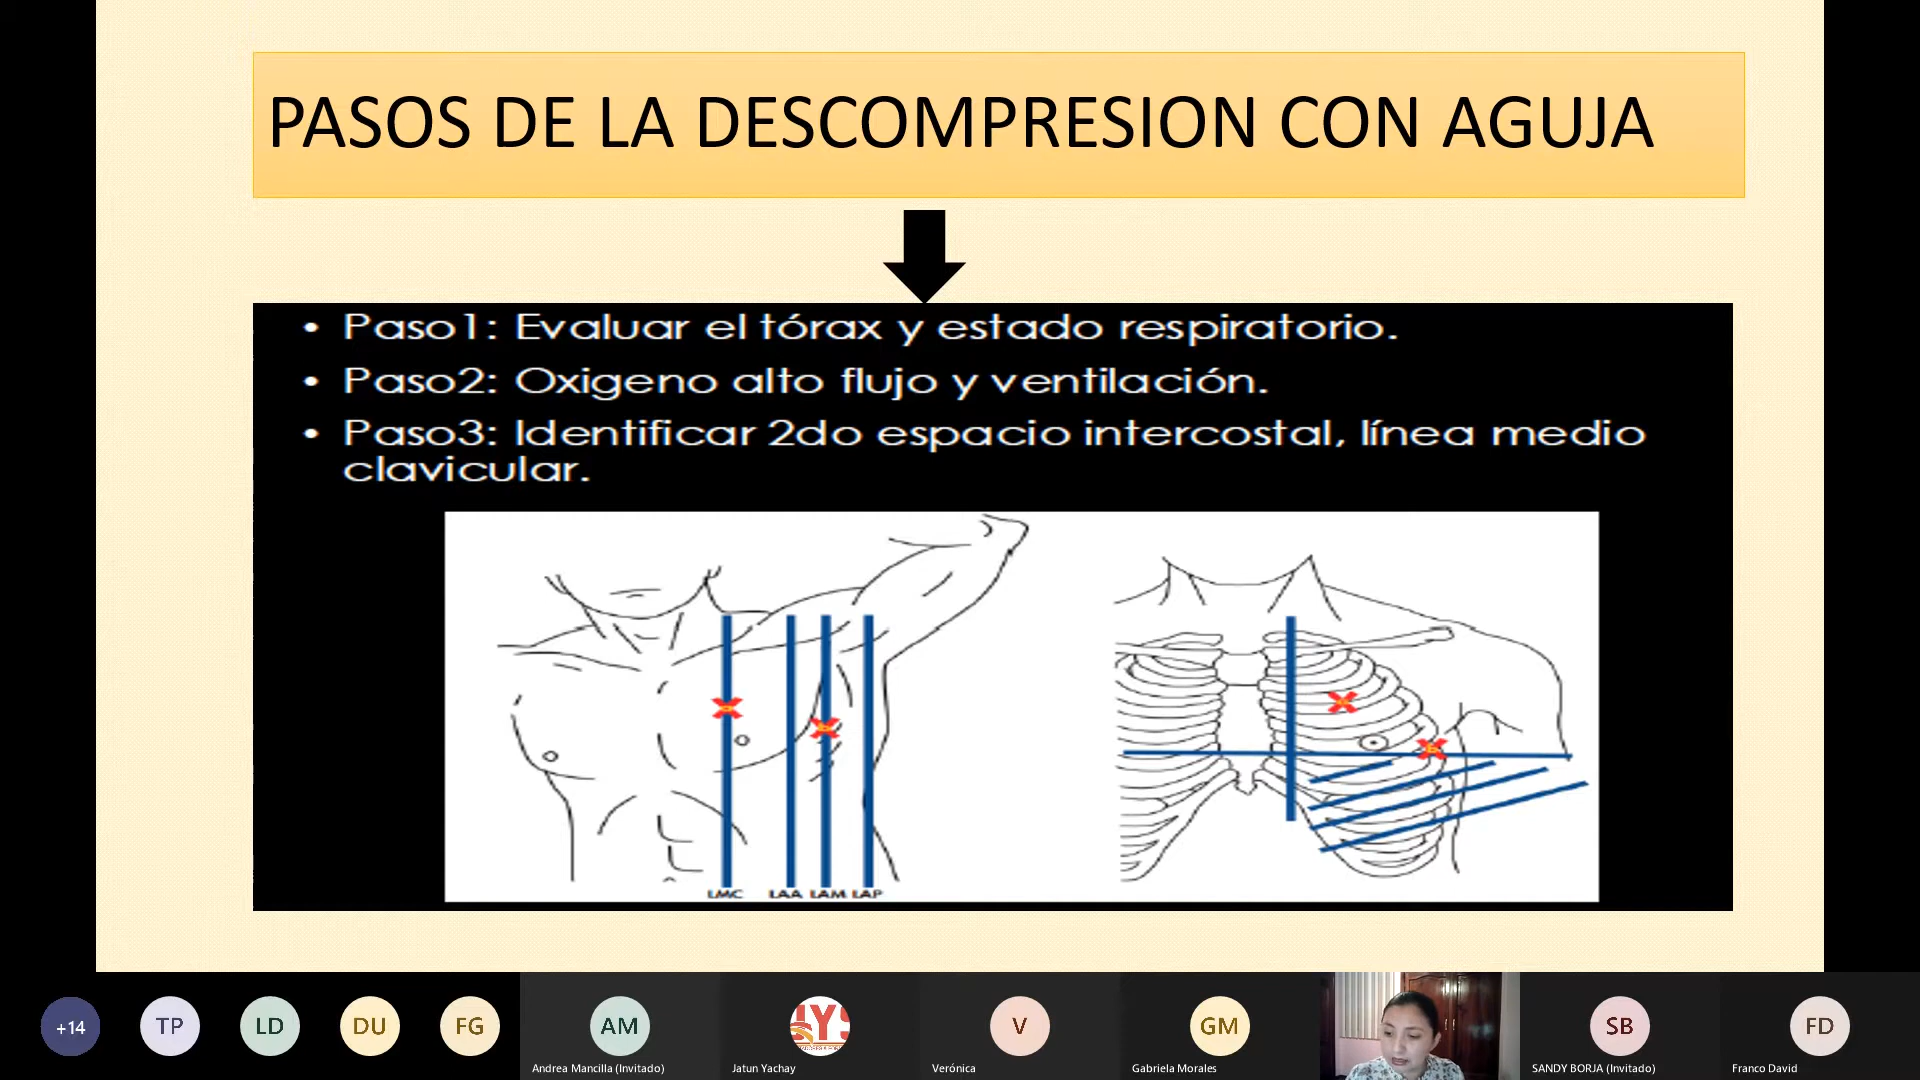 PASOS DE LA DESCOMPRESION CON AGUJA
• Paso1: Evaluar el tórax y estado respiratorio.
• Paso2: Oxigeno alto flujo y ventilación.
• Paso3: Identificar 2do espacio intercostal, línea medio
clavicular.
LMC LAA LAM LAP
+14 TP LD DU FG AM V GM SB FD
Andrea Mancilla (Invitado) Jatun Yachay Verónica Gabriela Morales SANDY BORJA (Invitado) Franco David